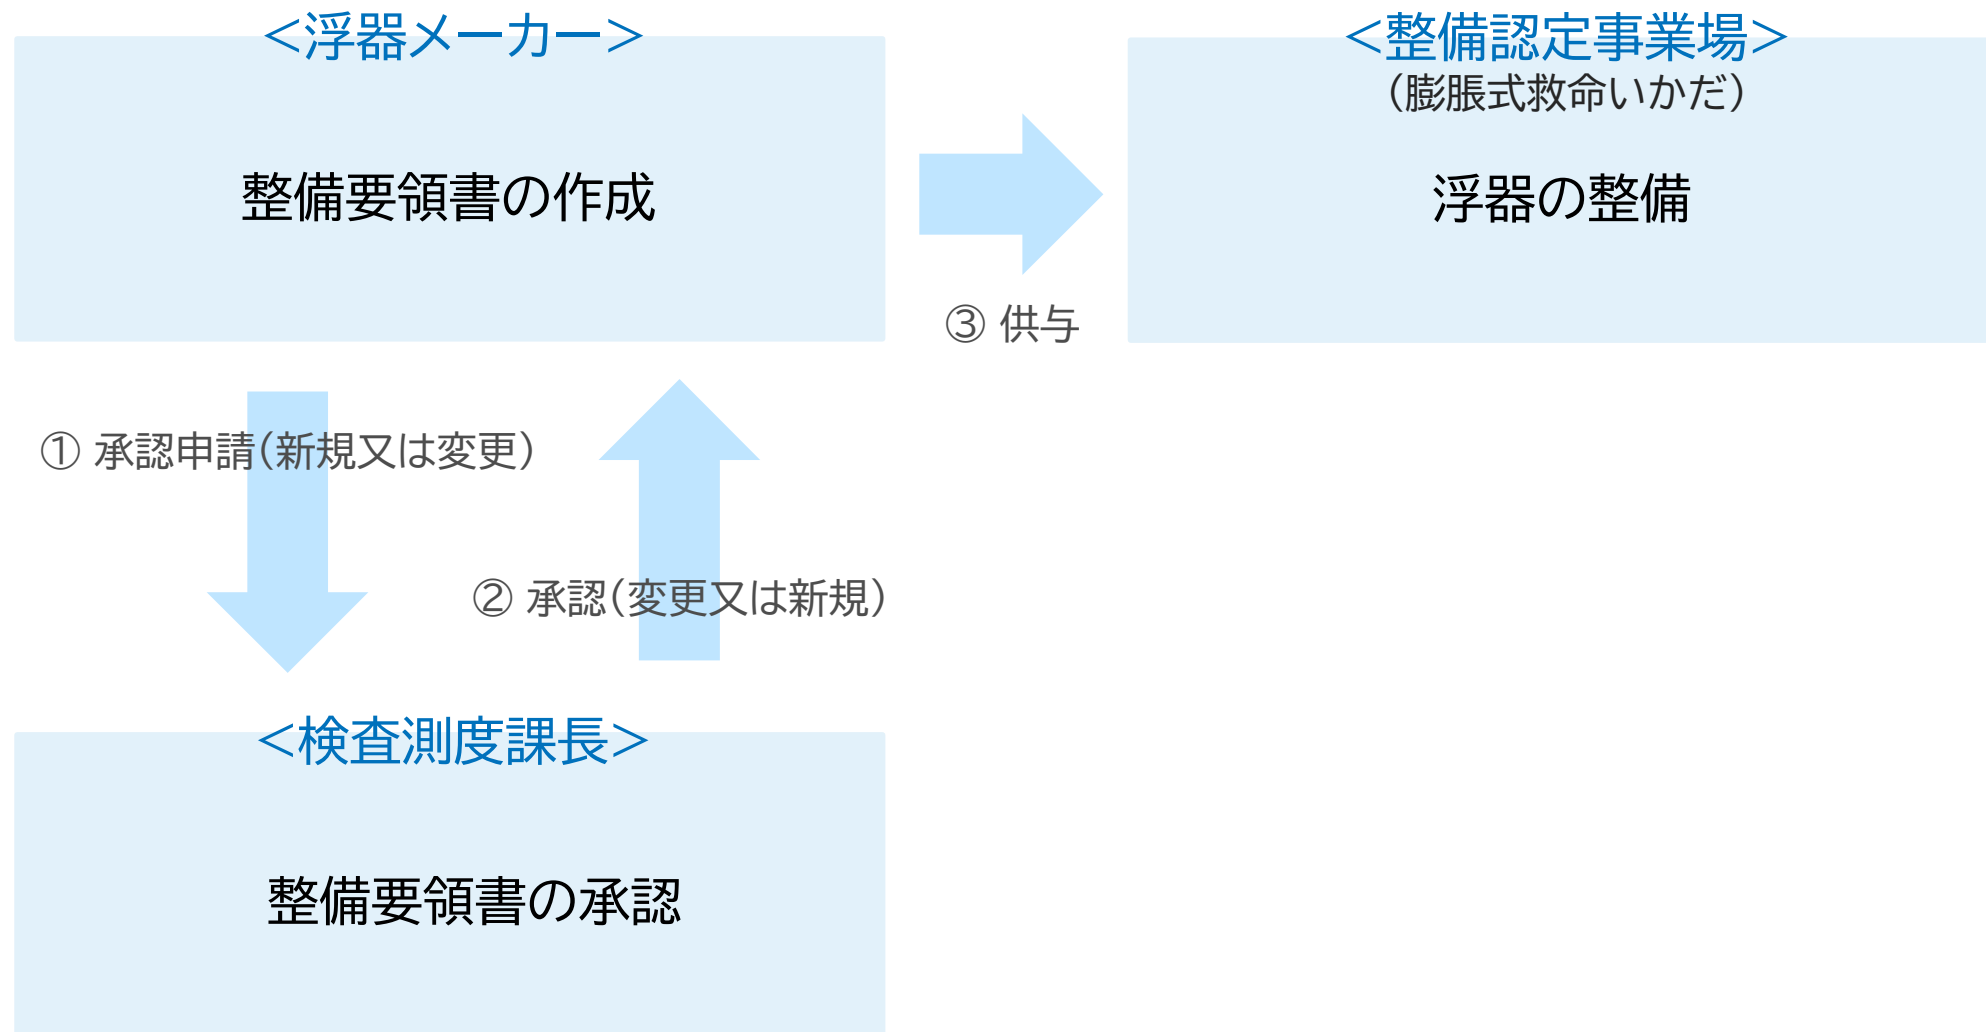 ＜浮器メーカー＞
整備要領書の作成
＜整備認定事業場＞
（膨脹式救命いかだ）
浮器の整備
③ 供与
① 承認申請（新規又は変更）
② 承認（変更又は新規）
＜検査測度課長＞
整備要領書の承認